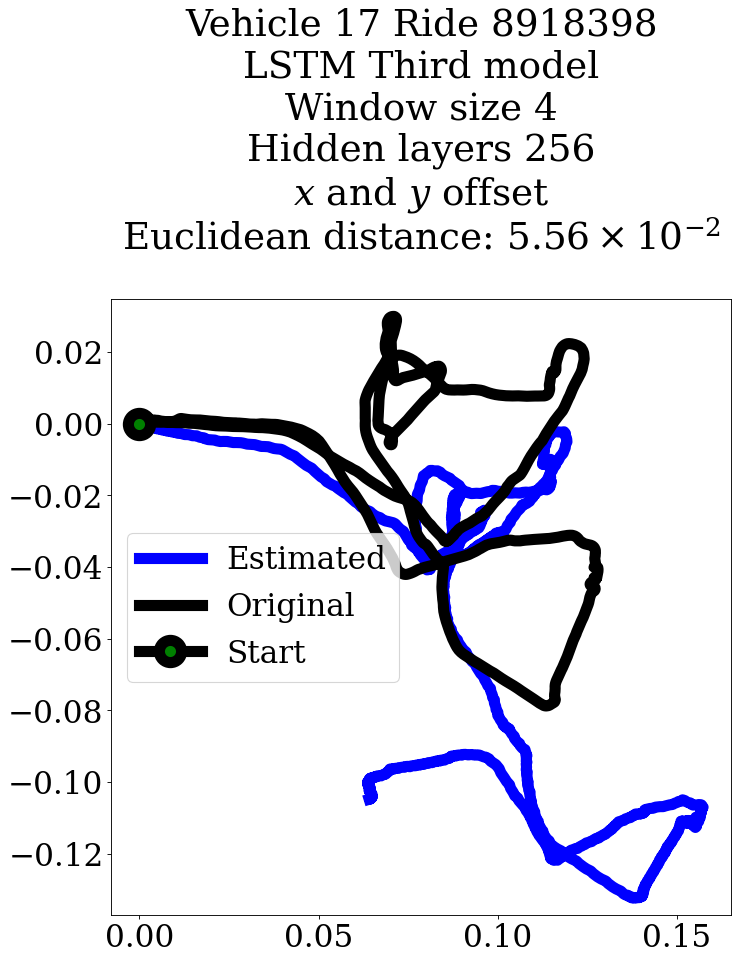 Vehicle 17 Ride 8918398
LSTM Third model
Window size 4
Hidden layers 256
x and y offset
Euclidean distance: 5.56 × 10⁻²
0.02
0.00
−0.02
−0.04
−0.06
−0.08
−0.10
−0.12
Estimated
Original
Start
0.00 0.05 0.10 0.15